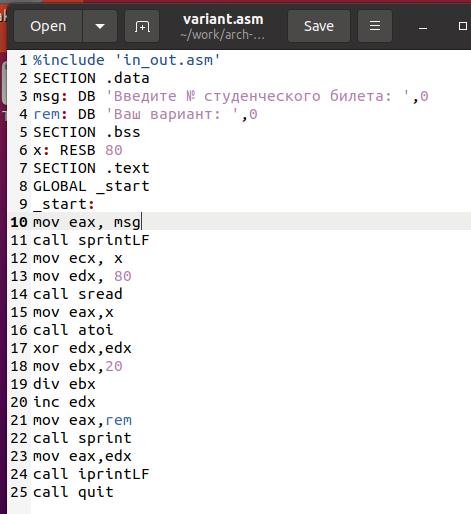 Open
variant.asm
~/work/arch-...
Save
1 %include 'in_out.asm'
2 SECTION .data
3 msg: DB 'Введите № студенческого билета: ',0
4 rem: DB 'Ваш вариант: ',0
5 SECTION .bss
6 x: RESB 80
7 SECTION .text
8 GLOBAL _start
9 _start:
10 mov eax, msg
11 call sprintLF
12 mov ecx, x
13 mov edx, 80
14 call sread
15 mov eax,x
16 call atoi
17 xor edx,edx
18 mov ebx,20
19 div ebx
20 inc edx
21 mov eax,rem
22 call sprint
23 mov eax,edx
24 call iprintLF
25 call quit